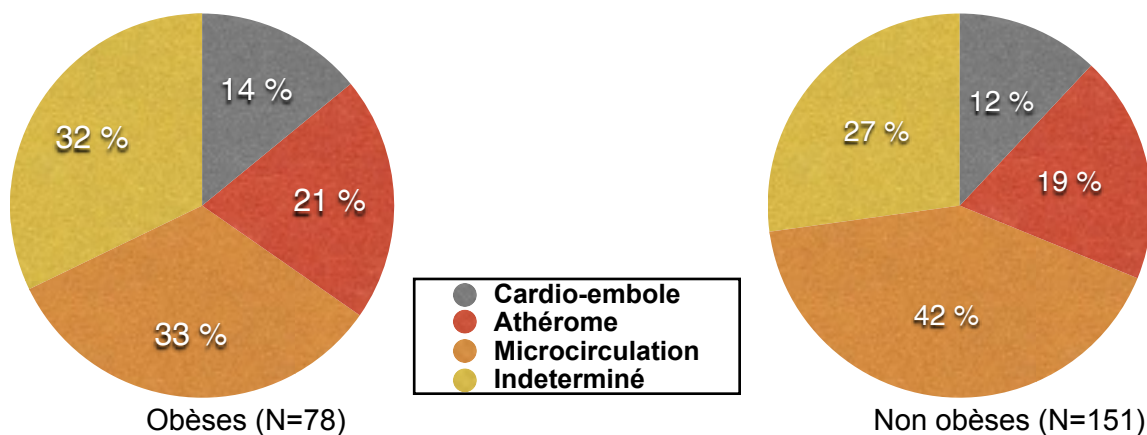 14 %
21 %
33 %
32 %
Obèses (N=78)
Cardio-embole
Athérome
Microcirculation
Indeterminé
12 %
19 %
42 %
27 %
Non obèses (N=151)